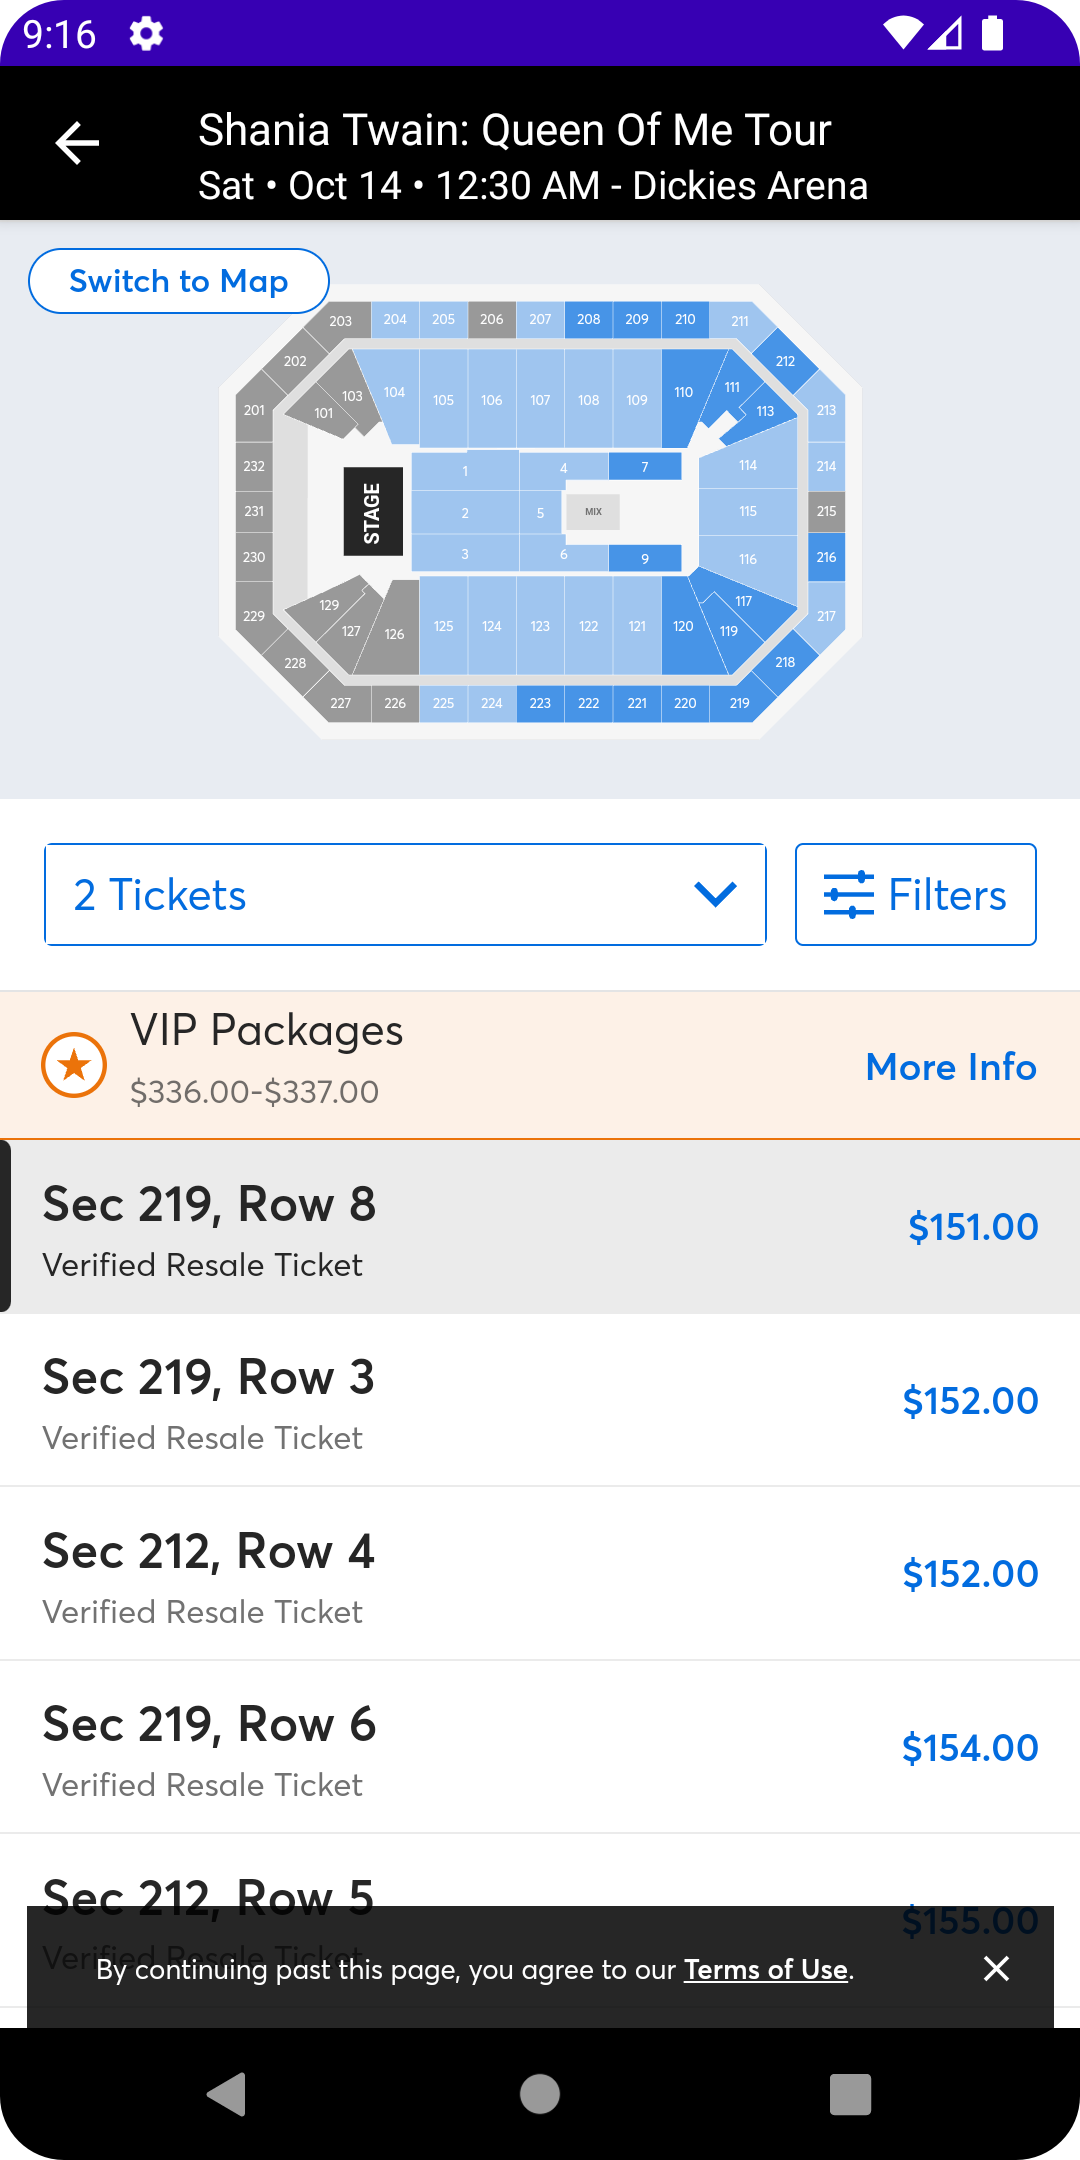 9:16
Shania Twain: Queen Of Me Tour
Sat • Oct 14 • 12:30 AM - Dickies Arena
Switch to Map
203 204 205 206 207 208 209 210 211
202 212
201 103 104 105 106 107 108 109 110 111 113 213
101
232 1 4 7 114 214
231 STAGE 2 5 MIX 115 215
230 3 6 9 116 216
229 129 127 126 125 124 123 122 121 120 119 117 217
228 218
227 226 225 224 223 222 221 220 219
2 Tickets
Filters
VIP Packages
$336.00-$337.00
More Info
Sec 219, Row 8
Verified Resale Ticket
$151.00
Sec 219, Row 3
Verified Resale Ticket
$152.00
Sec 212, Row 4
Verified Resale Ticket
$152.00
Sec 219, Row 6
Verified Resale Ticket
$154.00
Sec 212, Row 5
Verified Resale Ticket
$155.00
By continuing past this page, you agree to our Terms of Use.